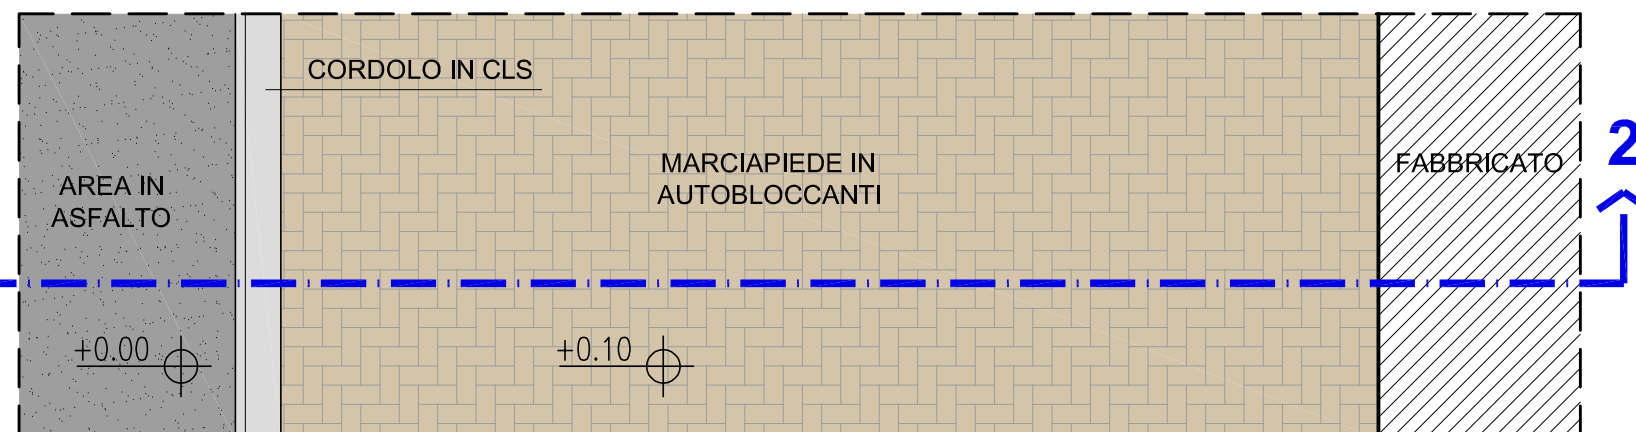 CORDOLO IN CLS
MARCIAPIEDE IN
AUTOBLOCCANTI
FABBRICATO
2
AREA IN
ASFALTO
+0.00
+0.10